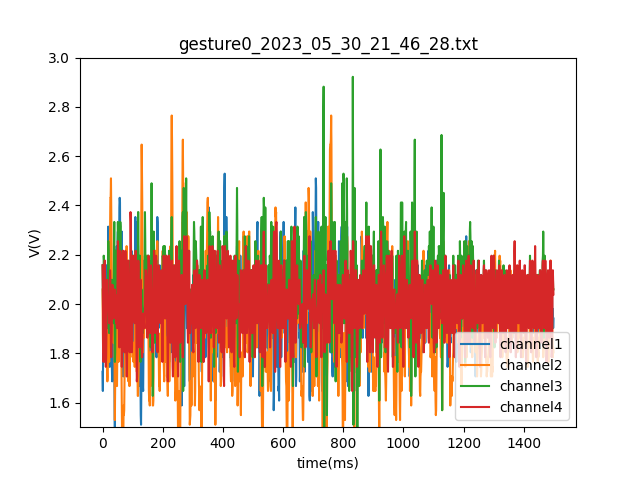 gesture0_2023_05_30_21_46_28.txt
3.0
2.8
2.6
2.4
2.2
2.0
1.8
1.6
V(V)
0 200 400 600 800 1000 1200 1400
time(ms)
channel1
channel2
channel3
channel4